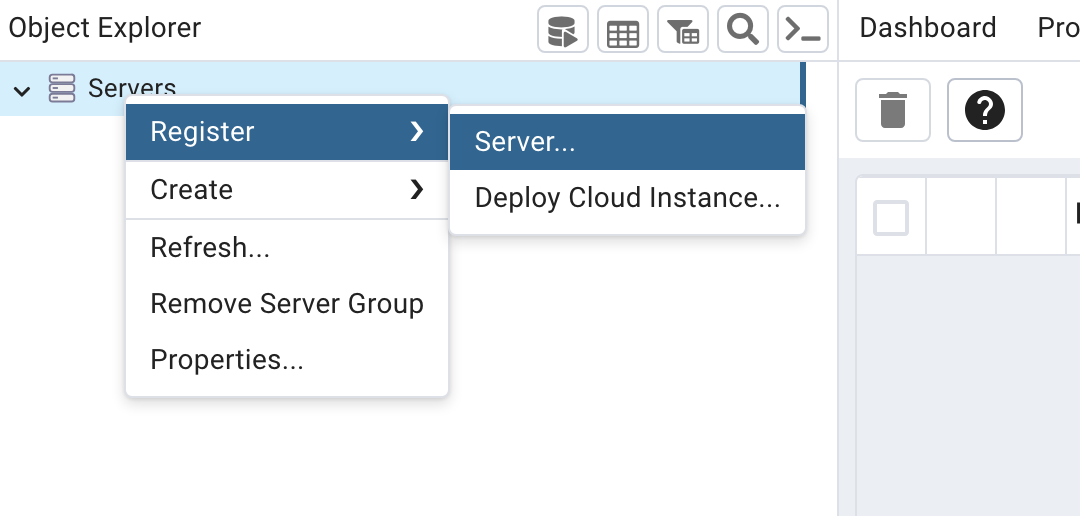 Object Explorer
Dashboard
Pro
Servers
Register
Create
Refresh...
Remove Server Group
Properties...
Server...
Deploy Cloud Instance...